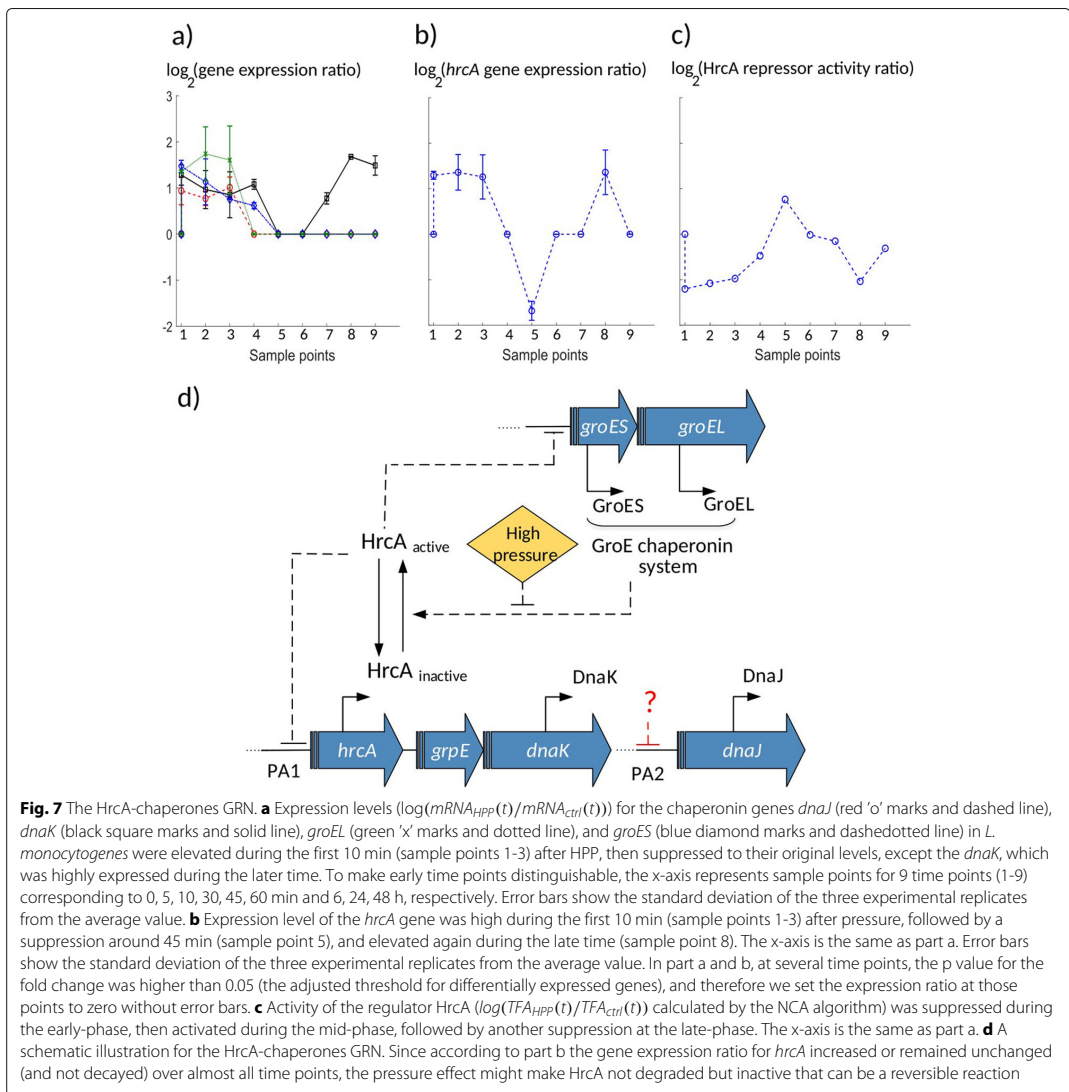 a)
log2(gene expression ratio)
3
2
1
0
-1
-2
1 2 3 4 5 6 7 8 9
Sample points
b)
log2(hrcA gene expression ratio)
1 2 3 4 5 6 7 8 9
Sample points
c)
log2(HrcA repressor activity ratio)
1 2 3 4 5 6 7 8 9
Sample points
d)
groES
groEL
GroES
GroEL
GroE chaperonin
system
High
pressure
HrcA active
HrcA inactive
DnaK
DnaJ
?
PA1
hrcA
grpE
dnaK
PA2
dnaJ
Fig. 7 The HrcA-chaperones GRN. a Expression levels (log(mRNA_HPP(t)/mRNA_ctrl(t))) for the chaperonin genes dnaJ (red 'o' marks and dashed line),
dnaK (black square marks and solid line), groEL (green 'x' marks and dotted line), and groES (blue diamond marks and dashedotted line) in L.
monocytogenes were elevated during the first 10 min (sample points 1-3) after HPP, then suppressed to their original levels, except the dnaK, which
was highly expressed during the later time. To make early time points distinguishable, the x-axis represents sample points for 9 time points (1-9)
corresponding to 0, 5, 10, 30, 45, 60 min and 6, 24, 48 h, respectively. Error bars show the standard deviation of the three experimental replicates
from the average value. b Expression level of the hrcA gene was high during the first 10 min (sample points 1-3) after pressure, followed by a
suppression around 45 min (sample point 5), and elevated again during the late time (sample point 8). The x-axis is the same as part a. Error bars
show the standard deviation of the three experimental replicates from the average value. In part a and b, at several time points, the p value for the
fold change was higher than 0.05 (the adjusted threshold for differentially expressed genes), and therefore we set the expression ratio at those
points to zero without error bars. c Activity of the regulator HrcA (log(TFA_HPP(t)/TFA_ctrl(t)) calculated by the NCA algorithm) was suppressed during
the early-phase, then activated during the mid-phase, followed by another suppression at the late-phase. The x-axis is the same as part a. d A
schematic illustration for the HrcA-chaperones GRN. Since according to part b the gene expression ratio for hrcA increased or remained unchanged
(and not decayed) over almost all time points, the pressure effect might make HrcA not degraded but inactive that can be a reversible reaction